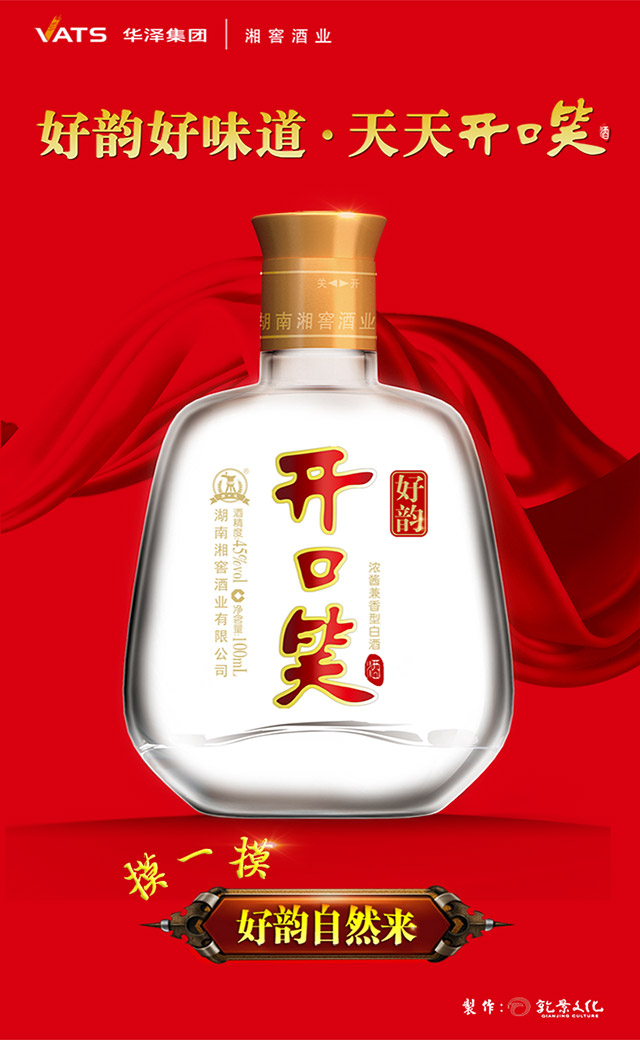 VATS 华泽集团 | 湘窖酒业
好韵好味道·天天开口笑酒
关◀▶开
湖南湘窖酒业
开口笑
好韵
浓酱兼香型白酒
酒
酒精度45%vol 净含量100mL
湖南湘窖酒业有限公司
摸一摸
好韵自然来
製作: 乾景文化
QIANJING CULTURE